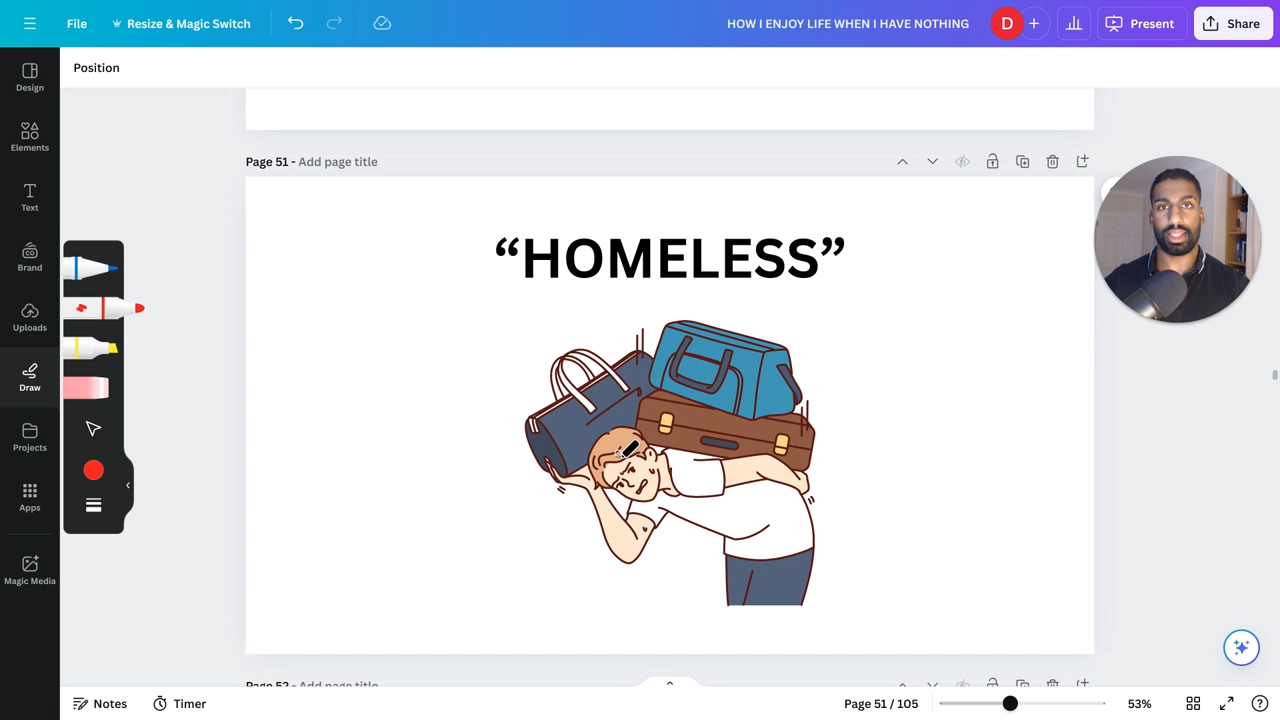 File
Resize & Magic Switch
HOW I ENJOY LIFE WHEN I HAVE NOTHING
D
Present
Share
Position
Design
Elements
Text
Brand
Uploads
Draw
Projects
Apps
Magic Media
Page 51 - Add page title
“HOMELESS”
Page 52 - Add page title
Notes
Timer
Page 51 / 105
53%